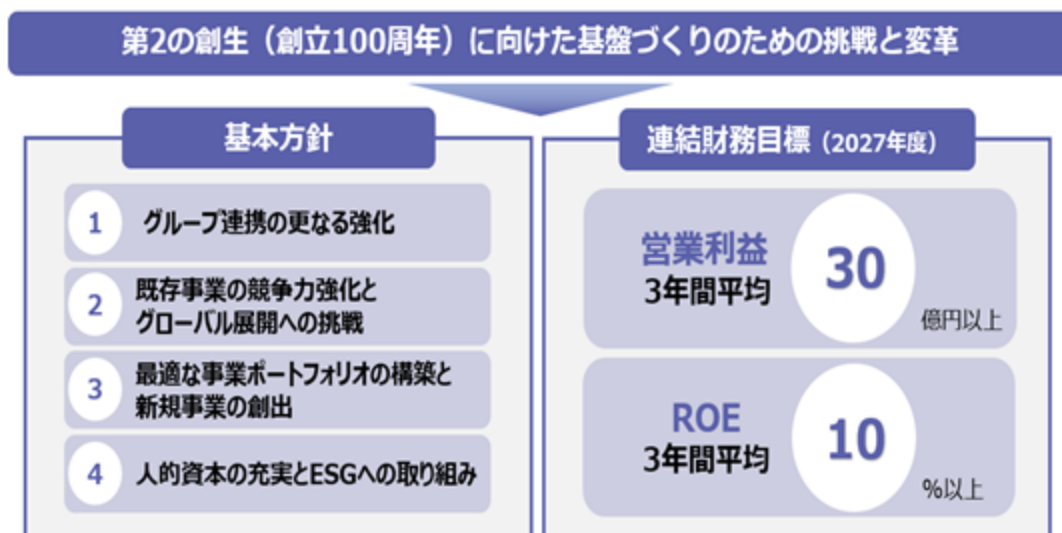 第2の創生（創立100周年）に向けた基盤づくりのための挑戦と変革
基本方針
1 グループ連携の更なる強化
2 既存事業の競争力強化と
グローバル展開への挑戦
3 最適な事業ポートフォリオの構築と
新規事業の創出
4 人的資本の充実とESGへの取り組み
連結財務目標（2027年度）
営業利益
3年間平均
30
億円以上
ROE
3年間平均
10
%以上